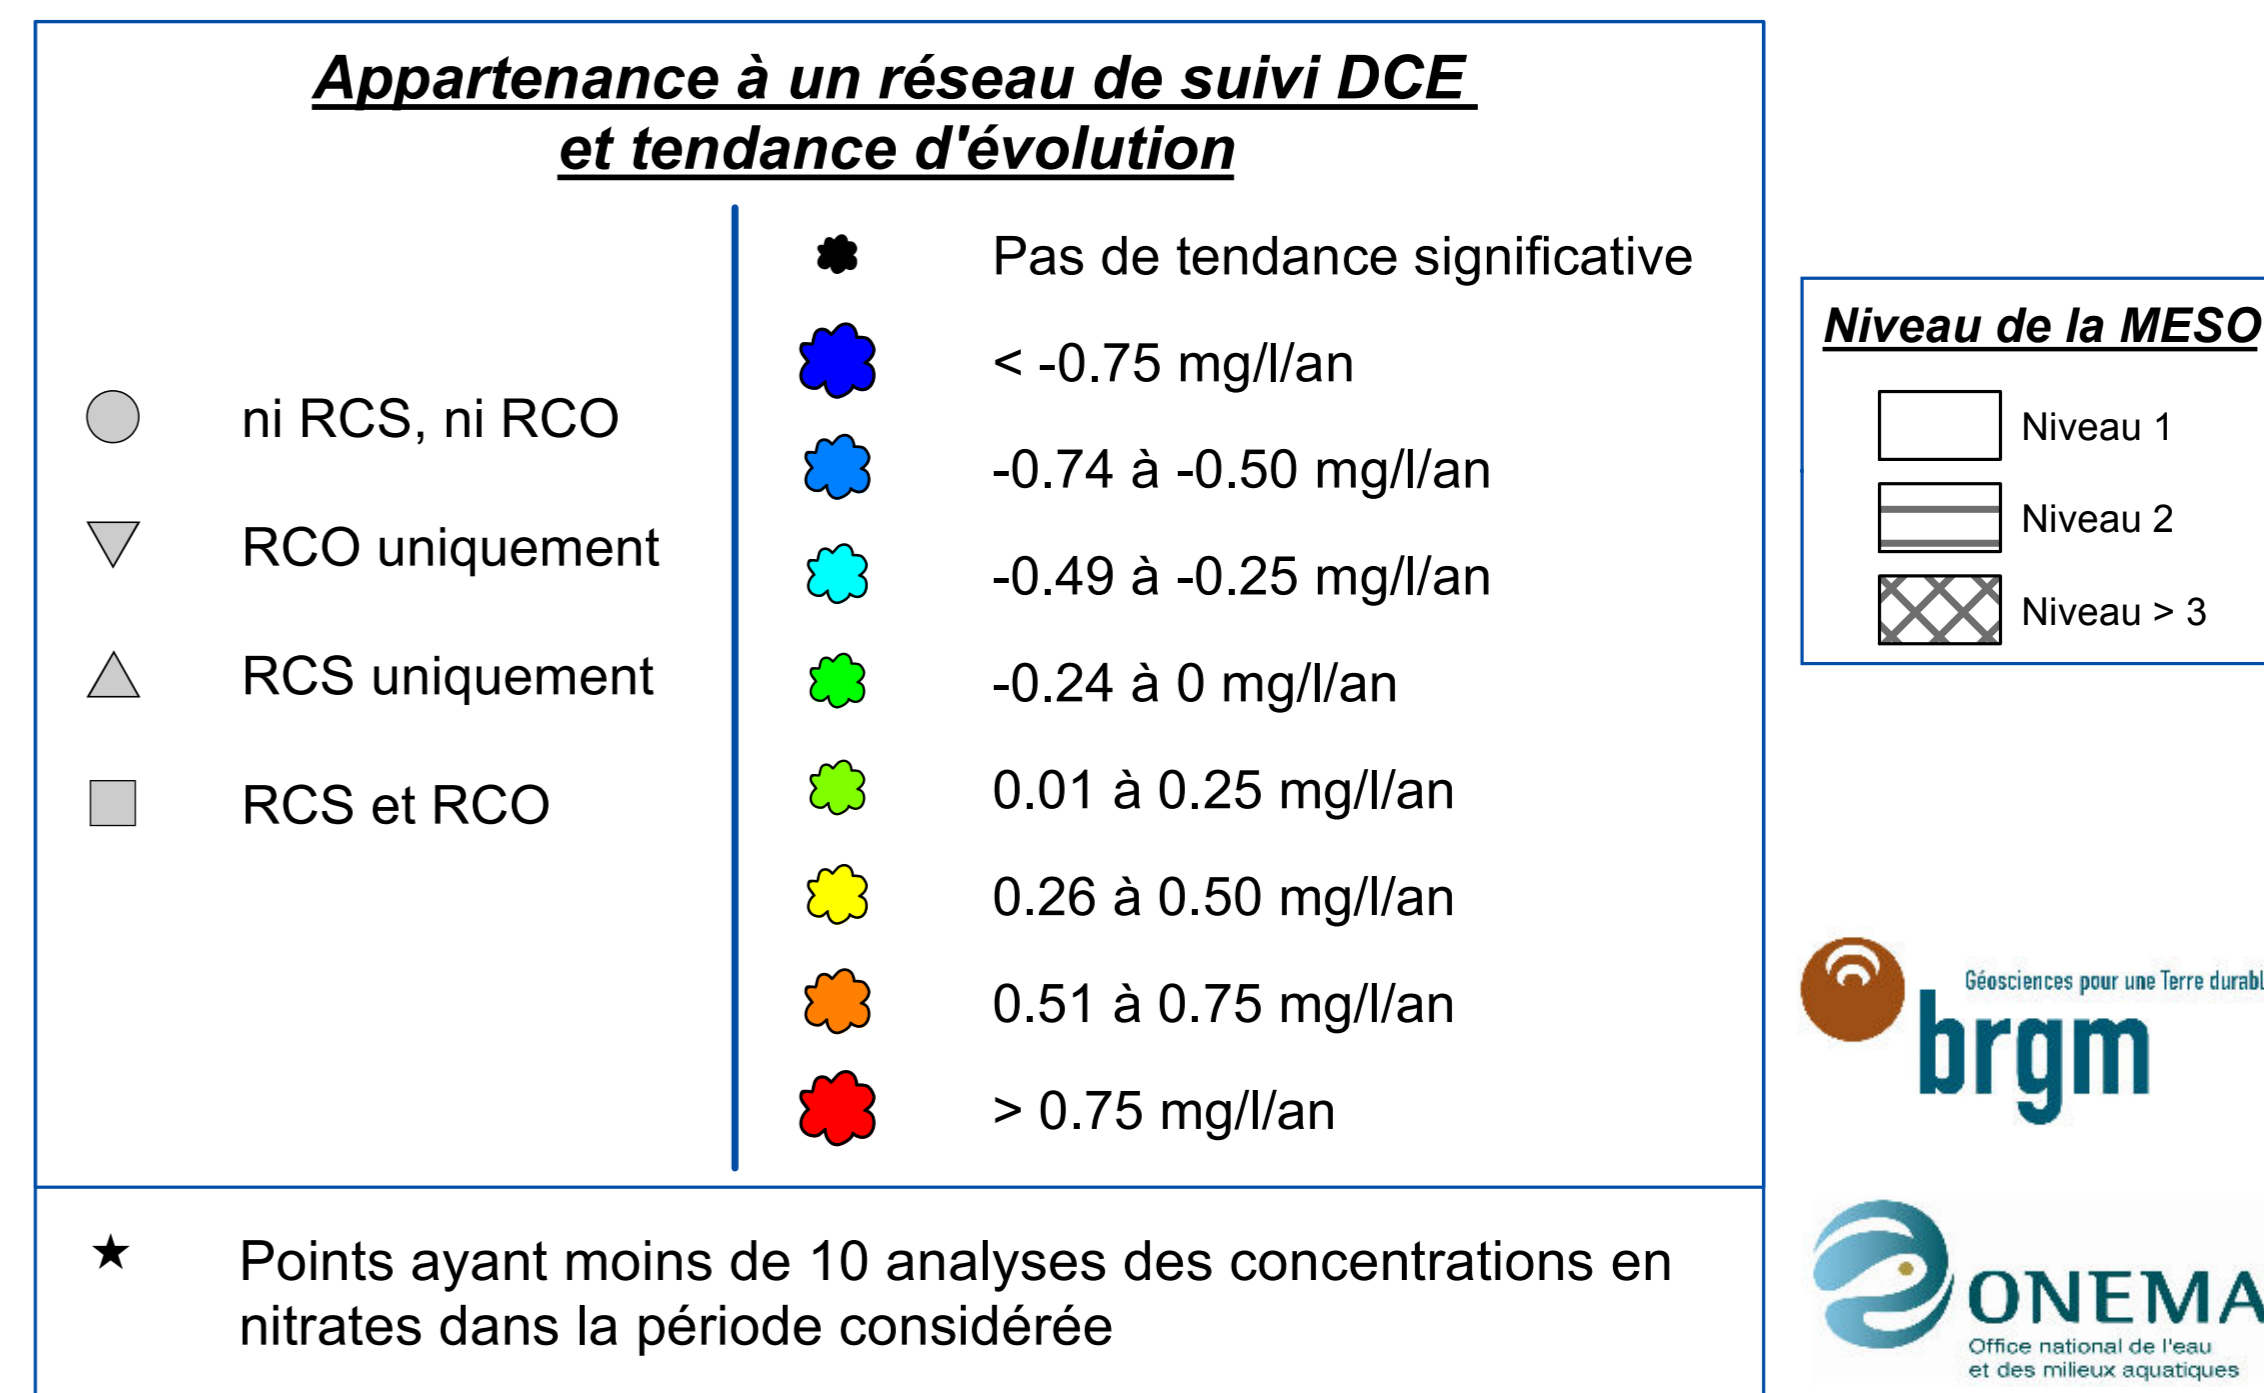 Appartenance à un réseau de suivi DCE
et tendance d'évolution
ni RCS, ni RCO
RCO uniquement
RCS uniquement
RCS et RCO
Pas de tendance significative
< -0.75 mg/l/an
-0.74 à -0.50 mg/l/an
-0.49 à -0.25 mg/l/an
-0.24 à 0 mg/l/an
0.01 à 0.25 mg/l/an
0.26 à 0.50 mg/l/an
0.51 à 0.75 mg/l/an
> 0.75 mg/l/an
Points ayant moins de 10 analyses des concentrations en
nitrates dans la période considérée
Niveau de la MESO
Niveau 1
Niveau 2
Niveau > 3
Géosciences pour une Terre durabl
brgm
ONEMA
Office national de l'eau
et des milieux aquatiques